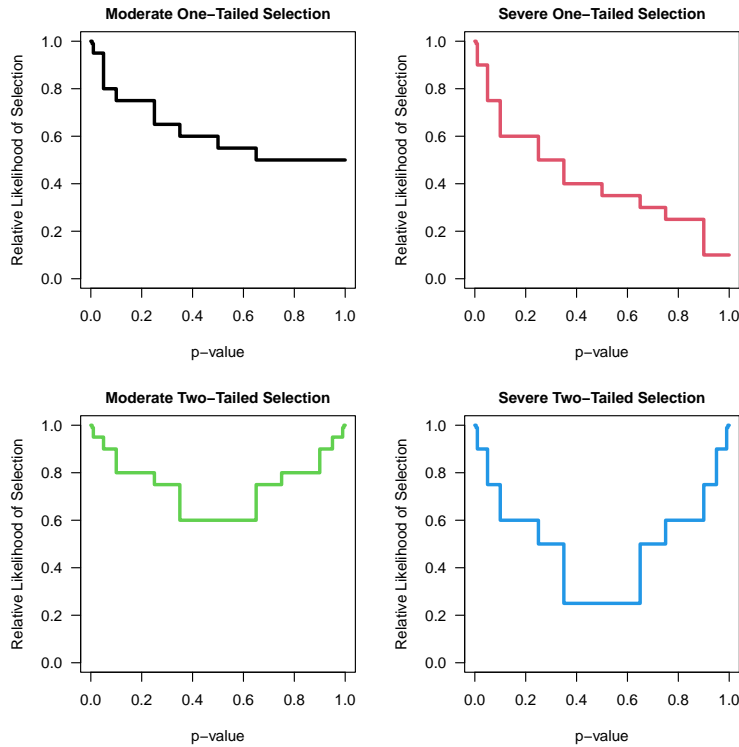 Moderate One−Tailed Selection
Relative Likelihood of Selection
1.0
0.8
0.6
0.4
0.2
0.0
0.0 0.2 0.4 0.6 0.8 1.0
p−value
Severe One−Tailed Selection
Relative Likelihood of Selection
1.0
0.8
0.6
0.4
0.2
0.0
0.0 0.2 0.4 0.6 0.8 1.0
p−value
Moderate Two−Tailed Selection
Relative Likelihood of Selection
1.0
0.8
0.6
0.4
0.2
0.0
0.0 0.2 0.4 0.6 0.8 1.0
p−value
Severe Two−Tailed Selection
Relative Likelihood of Selection
1.0
0.8
0.6
0.4
0.2
0.0
0.0 0.2 0.4 0.6 0.8 1.0
p−value